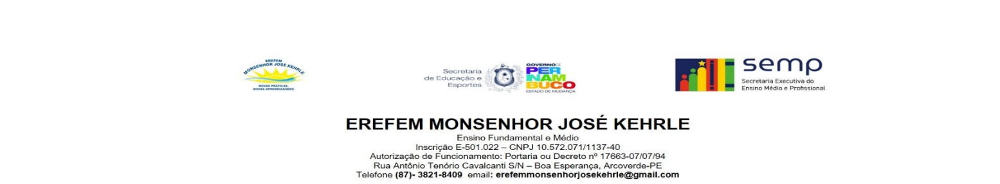 EREFEM
MONSENHOR JOSÉ KEHRLE
NOVAS PRÁTICAS,
NOVAS APRENDIZAGENS
Secretaria
de Educação e
Esportes
GOVERNO DE
PER
NAM
BUCO
ESTADO DE MUDANÇA
semp
Secretaria Executiva do
Ensino Médio e Profissional
EREFEM MONSENHOR JOSÉ KEHRLE
Ensino Fundamental e Médio
Inscrição E-501.022 – CNPJ 10.572.071/1137-40
Autorização de Funcionamento: Portaria ou Decreto nº 17663-07/07/94
Rua Antônio Tenório Cavalcanti S/N – Boa Esperança, Arcoverde-PE
Telefone (87)- 3821-8409 email: erefemmonsenhorjosekehrle@gmail.com